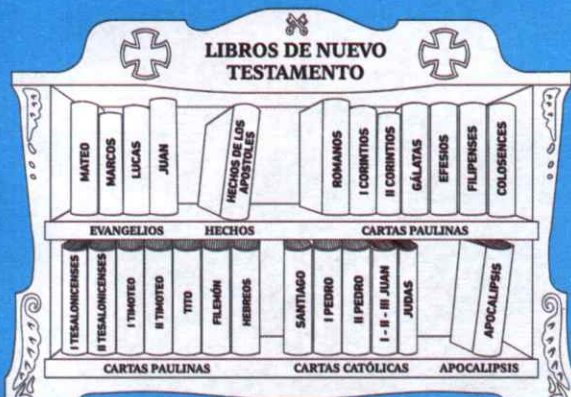 LIBROS DE NUEVO
TESTAMENTO
MATEO
MARCOS
LUCAS
JUAN
HECHOS DE LOS
APOSTOLES
ROMANOS
I CORINTIOS
II CORINTIOS
GÁLATAS
EFESIOS
FILIPENSES
COLOSENCES
EVANGELIOS
HECHOS
CARTAS PAULINAS
I TESALONICENSES
II TESALONICENSES
I TIMOTEO
II TIMOTEO
TITO
FILEMÓN
HEBREOS
SANTIAGO
I PEDRO
II PEDRO
I - II - III JUAN
JUDAS
APOCALIPSIS
CARTAS PAULINAS
CARTAS CATÓLICAS
APOCALIPSIS